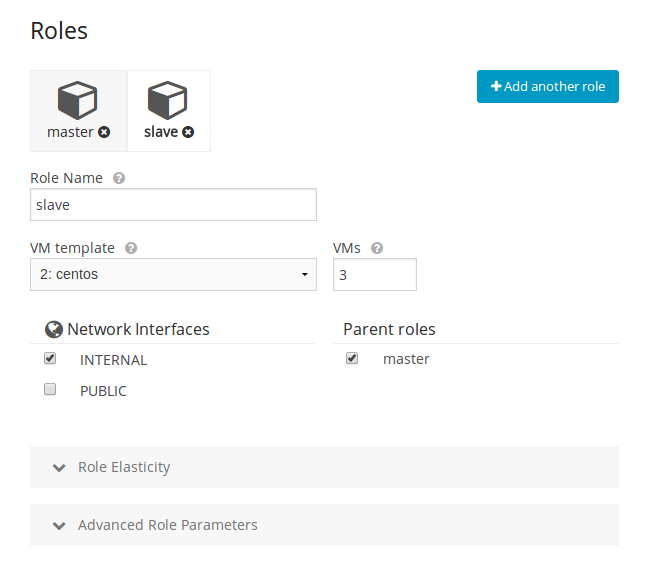 Roles
master
slave
Add another role
Role Name
slave
VM template
VMs
2: centos
3
Network Interfaces
Parent roles
INTERNAL
master
PUBLIC
Role Elasticity
Advanced Role Parameters